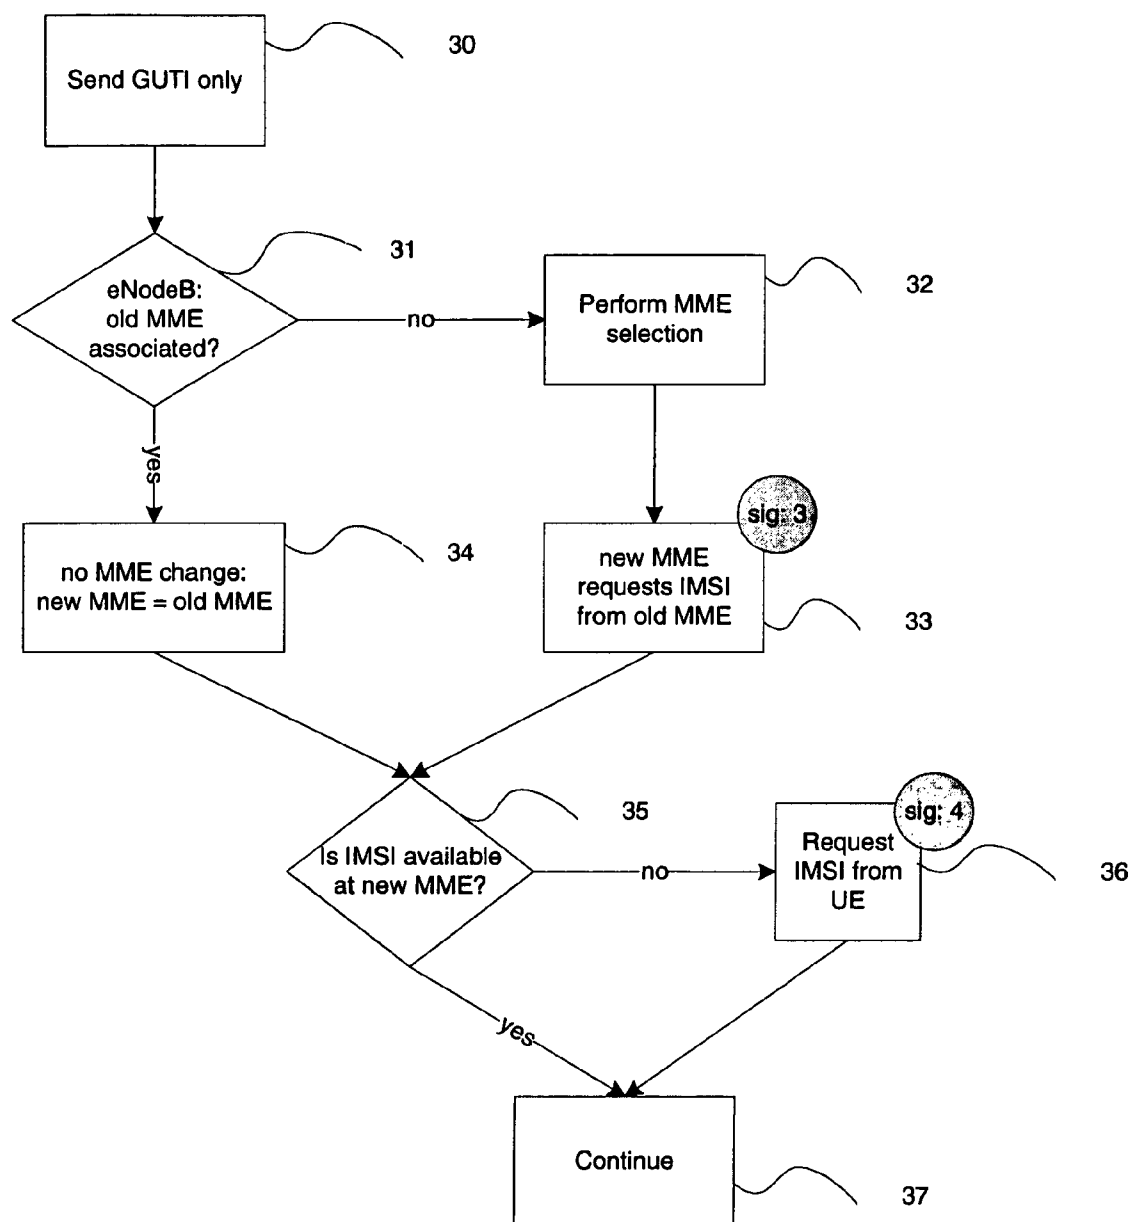 30
Send GUTI only
31
eNodeB:
old MME
associated?
no
32
Perform MME
selection
yes
sig: 3
34
no MME change:
new MME = old MME
new MME
requests IMSI
from old MME
33
35
Is IMSI available
at new MME?
no
sig: 4
Request
IMSI from
UE
36
yes
Continue
37